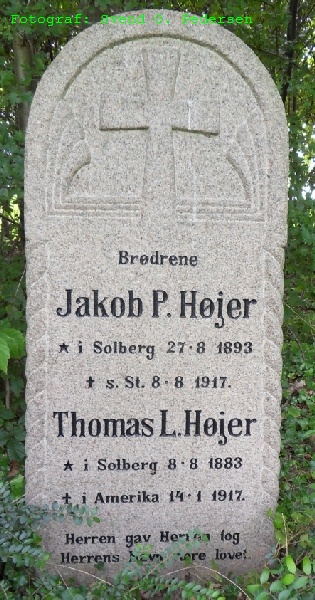 Fotograf: Svend O. Pedersen
Brødrene
Jakob P. Højer
★ i Solberg 27-8 1893
✝ s. St. 8-8 1917.
Thomas L. Højer
★ i Solberg 8-8 1883
✝ i Amerika 14-1 1917.
Herren gav Herren tog
Herrens navn være lovet.